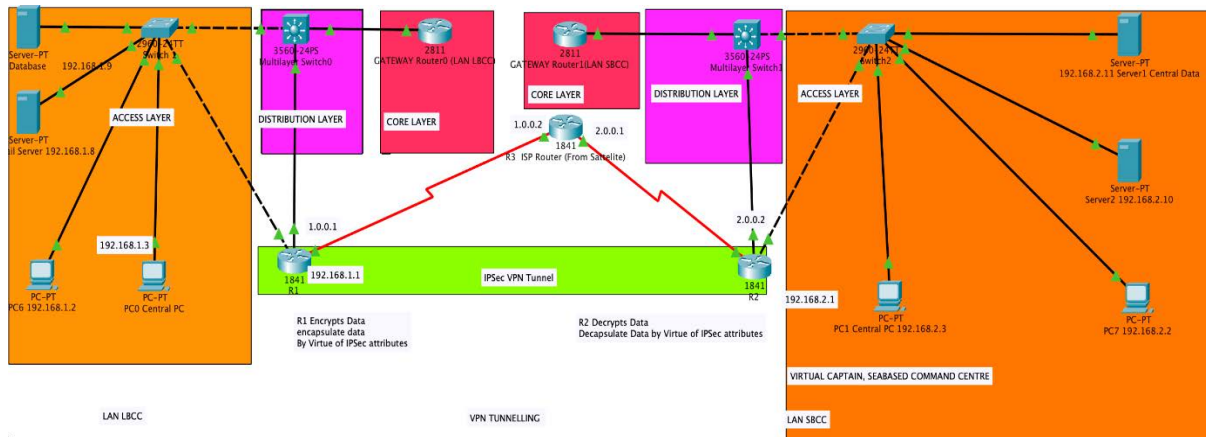 Server-PT
Database
192.168.1.9
2960-24TT
Switch
3560-24PS
Multilayer Switch0
2811
GATEWAY Router0 (LAN LBCC)
2811
GATEWAY Router1(LAN SBCC)
3560-24PS
Multilayer Switch1
2960-24TT
Switch2
Server-PT
192.168.2.11 Server1 Central Data
ACCESS LAYER
DISTRIBUTION LAYER
CORE LAYER
CORE LAYER
DISTRIBUTION LAYER
ACCESS LAYER
Server-PT
ail Server 192.168.1.8
1.0.0.2
2.0.0.1
1841
R3 ISP Router (From Sattelite)
Server-PT
Server2 192.168.2.10
1.0.0.1
2.0.0.2
192.168.1.3
192.168.1.1
1841
R1
IPSec VPN Tunnel
1841
R2
192.168.2.1
PC-PT
PC6 192.168.1.2
PC-PT
PC0 Central PC
PC-PT
PC1 Central PC 192.168.2.3
PC-PT
PC7 192.168.2.2
R1 Encrypts Data
encapsulate data
By Virtue of IPSec attributes
R2 Decrypts Data
Decapsulate Data by Virtue of IPSec attributes
VIRTUAL CAPTAIN, SEABASED COMMAND CENTRE
LAN LBCC
VPN TUNNELLING
LAN SBCC